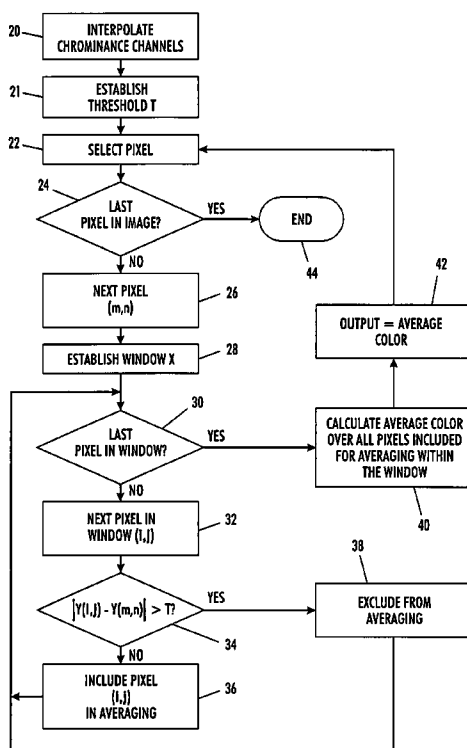 20
INTERPOLATE
CHROMINANCE CHANNELS
21
ESTABLISH
THRESHOLD T
22
SELECT PIXEL
24
LAST
PIXEL IN IMAGE?
YES
END
44
NO
NEXT PIXEL
(m,n)
26
42
OUTPUT = AVERAGE
COLOR
ESTABLISH WINDOW X
28
30
LAST
PIXEL IN WINDOW?
YES
CALCULATE AVERAGE COLOR
OVER ALL PIXELS INCLUDED
FOR AVERAGING WITHIN
THE WINDOW
40
NO
NEXT PIXEL IN
WINDOW (I,j)
32
38
|Y(I,j) - Y(m,n)| > T?
YES
EXCLUDE FROM
AVERAGING
34
NO
INCLUDE PIXEL
(I,j)
IN AVERAGING
36